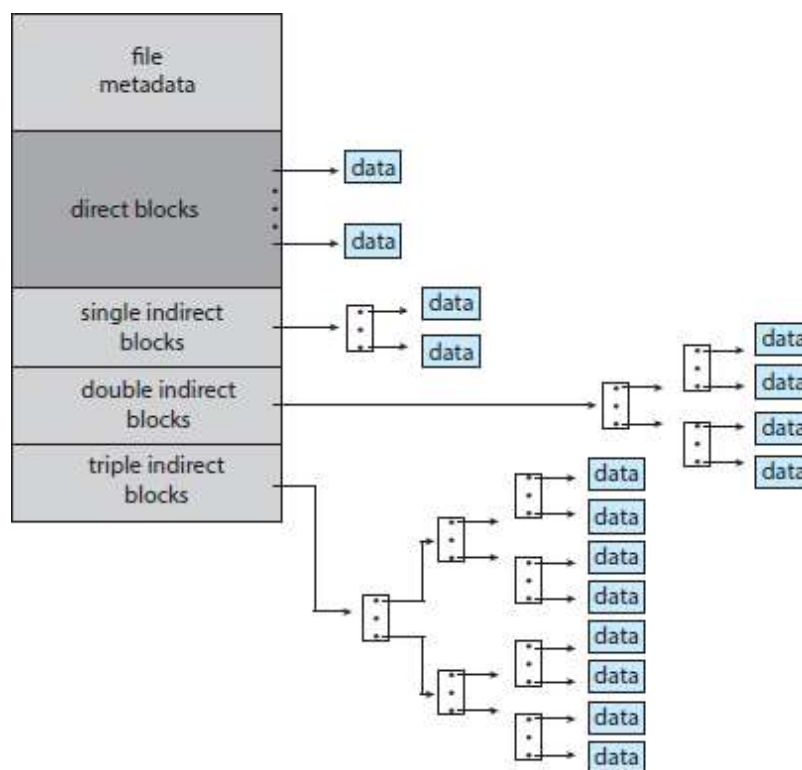 file
metadata
direct blocks
data
data
single indirect
blocks
data
data
double indirect
blocks
data
data
data
data
triple indirect
blocks
data
data
data
data
data
data
data
data